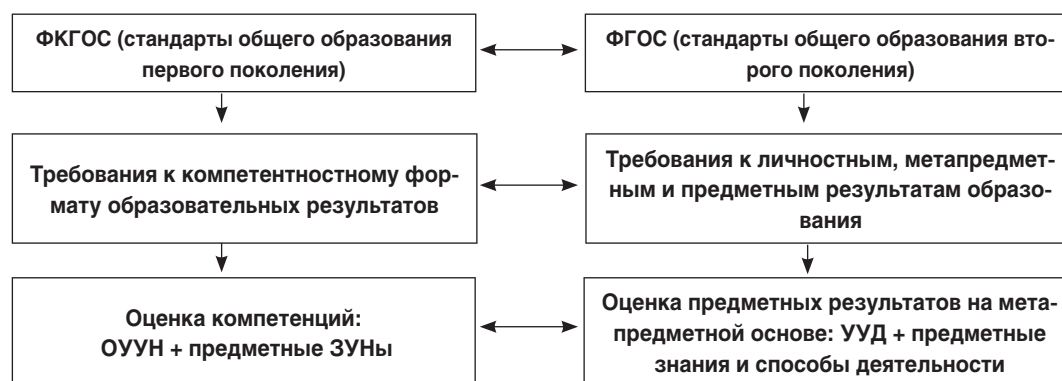 ФКГОС (стандарты общего образования
первого поколения)
ФГОС (стандарты общего образования вто-
рого поколения)
Требования к компетентностному фор-
мату образовательных результатов
Требования к личностным, метапредмет-
ным и предметным результатам образо-
вания
Оценка компетенций:
ОУУН + предметные ЗУНы
Оценка предметных результатов на мета-
предметной основе: УУД + предметные
знания и способы деятельности